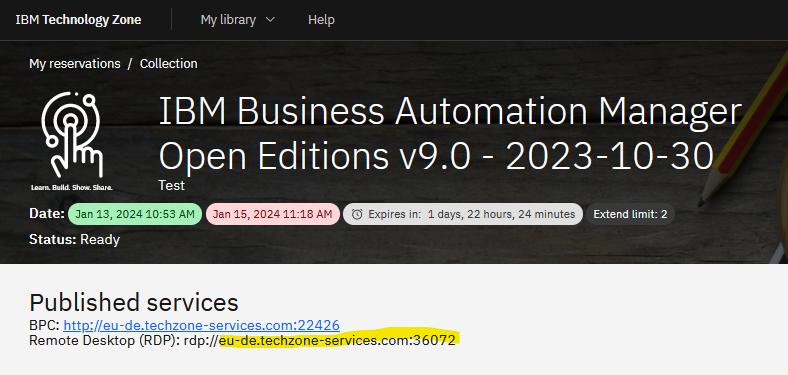 IBM Technology Zone My library Help
My reservations / Collection
IBM Business Automation Manager
Open Editions v9.0 - 2023-10-30
Learn. Build. Show. Share.
Test
Date: Jan 13, 2024 10:53 AM Jan 15, 2024 11:18 AM Expires in: 1 days, 22 hours, 24 minutes Extend limit: 2
Status: Ready
Published services
BPC: http://eu-de.techzone-services.com:22426
Remote Desktop (RDP): rdp://eu-de.techzone-services.com:36072